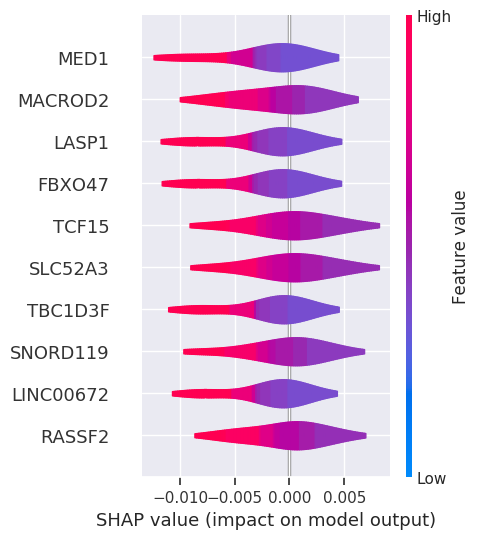 High
MED1
MACROD2
LASP1
FBXO47
TCF15
SLC52A3
TBC1D3F
SNORD119
LINC00672
RASSF2
Feature value
Low
−0.010 −0.005 0.000 0.005
SHAP value (impact on model output)